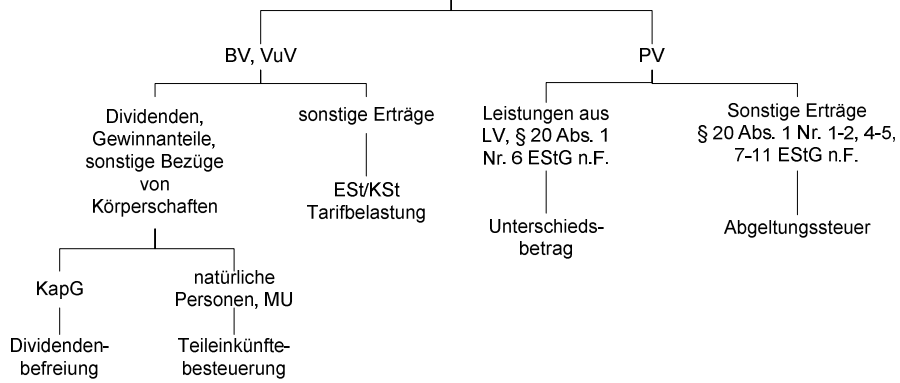 BV, VuV
PV
Dividenden,
Gewinnanteile,
sonstige Bezüge
von
Körperschaften
sonstige Erträge
ESt/KSt
Tarifbelastung
Leistungen aus
LV, § 20 Abs. 1
Nr. 6 EStG n.F.
Unterschieds-
betrag
Sonstige Erträge
§ 20 Abs. 1 Nr. 1-2, 4-5,
7-11 EStG n.F.
Abgeltungssteuer
KapG
Dividenden-
befreiung
natürliche
Personen, MU
Teileinkünfte-
besteuerung